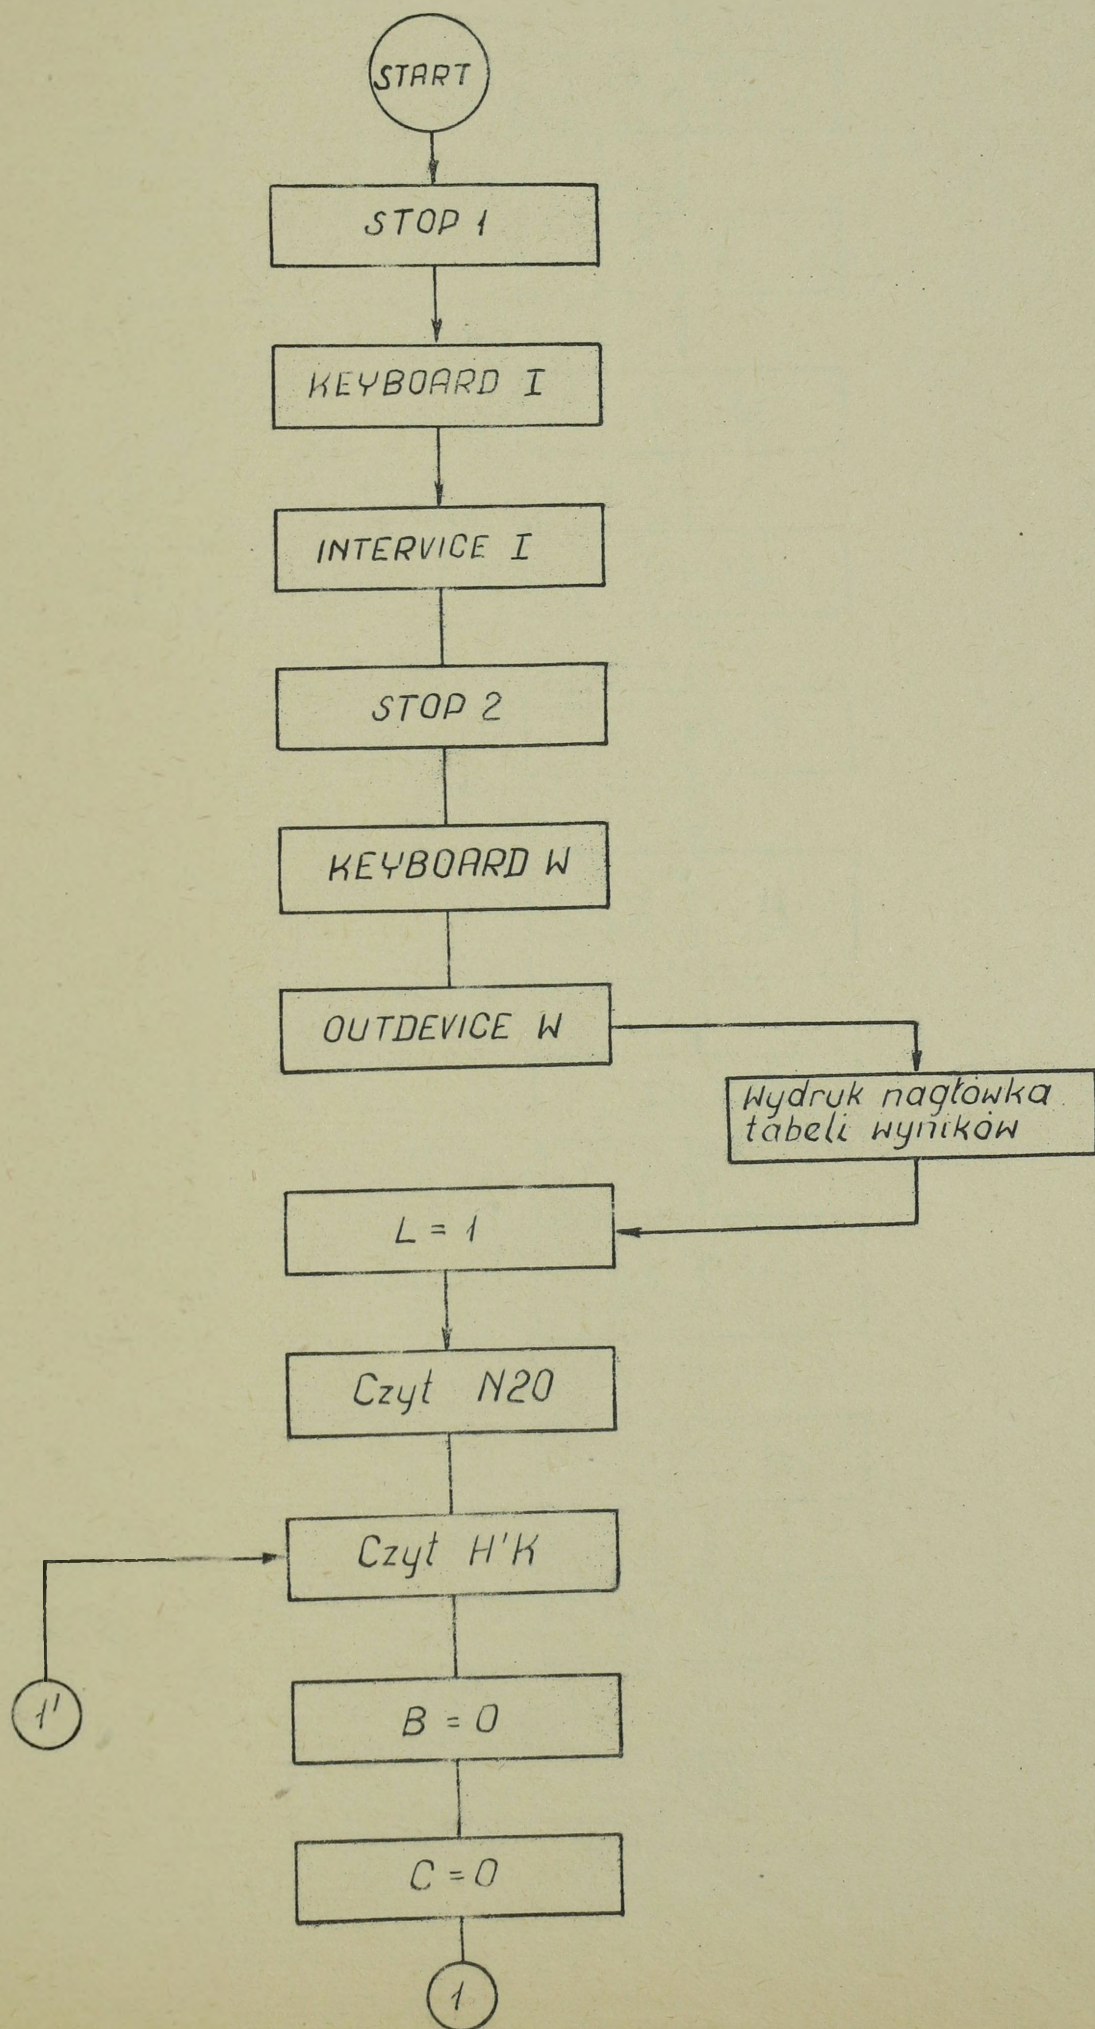 START
STOP 1
KEYBOARD I
INTERVICE I
STOP 2
KEYBOARD W
OUTDEVICE W
Wydruk nagłówka
tabeli wyników
L = 1
Czyt N20
Czyt H'K
1'
B = 0
C = 0
1